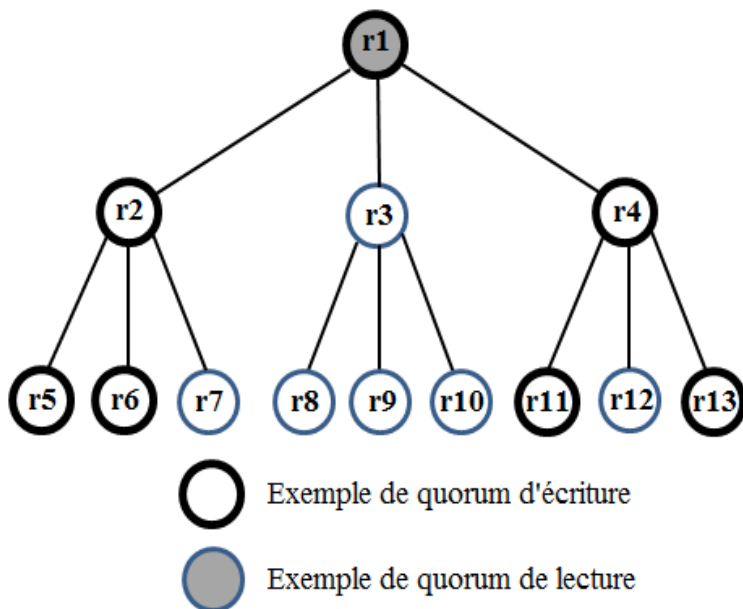 r1
r2 r3 r4
r5 r6 r7 r8 r9 r10 r11 r12 r13
Exemple de quorum d'écriture
Exemple de quorum de lecture